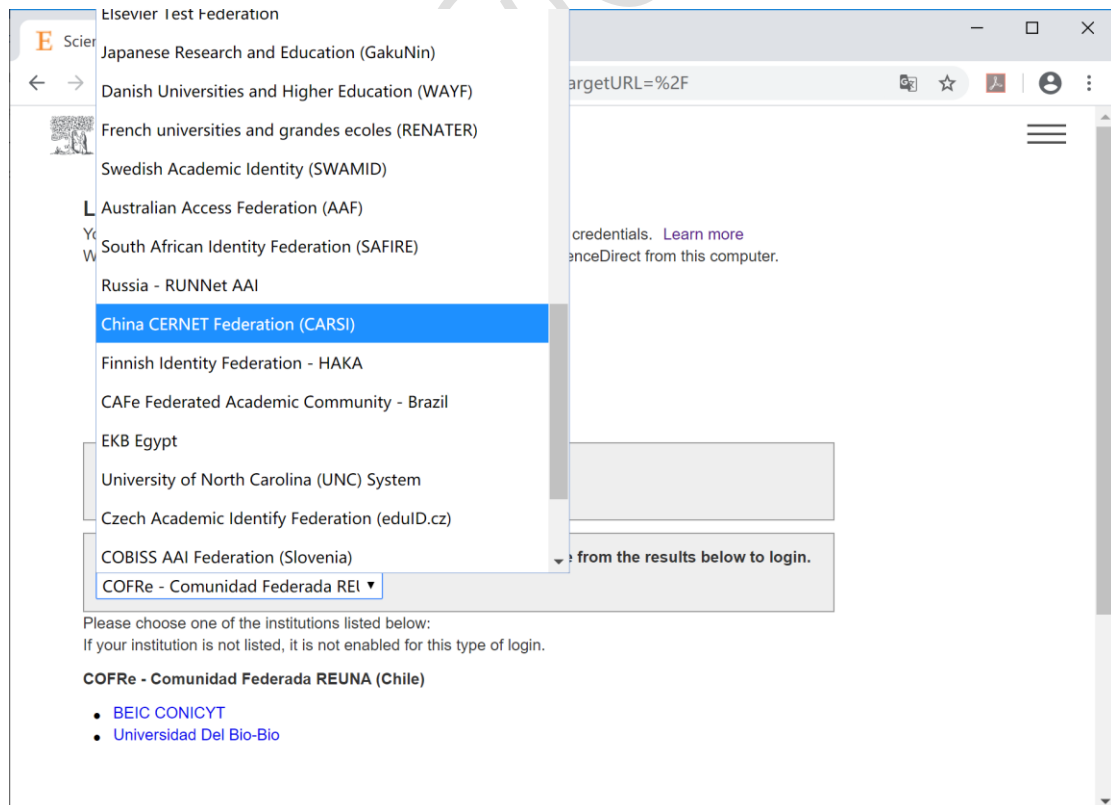 Elsevier Test Federation
E Scien
Japanese Research and Education (GakuNin)
Danish Universities and Higher Education (WAYF)
argetURL=%2F
French universities and grandes ecoles (RENATER)
Swedish Academic Identity (SWAMID)
L
Australian Access Federation (AAF)
Yo
credentials. Learn more
South African Identity Federation (SAFIRE)
W
enceDirect from this computer.
Russia - RUNNet AAI
China CERNET Federation (CARSI)
Finnish Identity Federation - HAKA
CAFe Federated Academic Community - Brazil
EKB Egypt
University of North Carolina (UNC) System
Czech Academic Identify Federation (eduID.cz)
COBISS AAI Federation (Slovenia)
e from the results below to login.
COFRe - Comunidad Federada REU
Please choose one of the institutions listed below:
If your institution is not listed, it is not enabled for this type of login.
COFRe - Comunidad Federada REUNA (Chile)
BEIC CONICYT
Universidad Del Bio-Bio